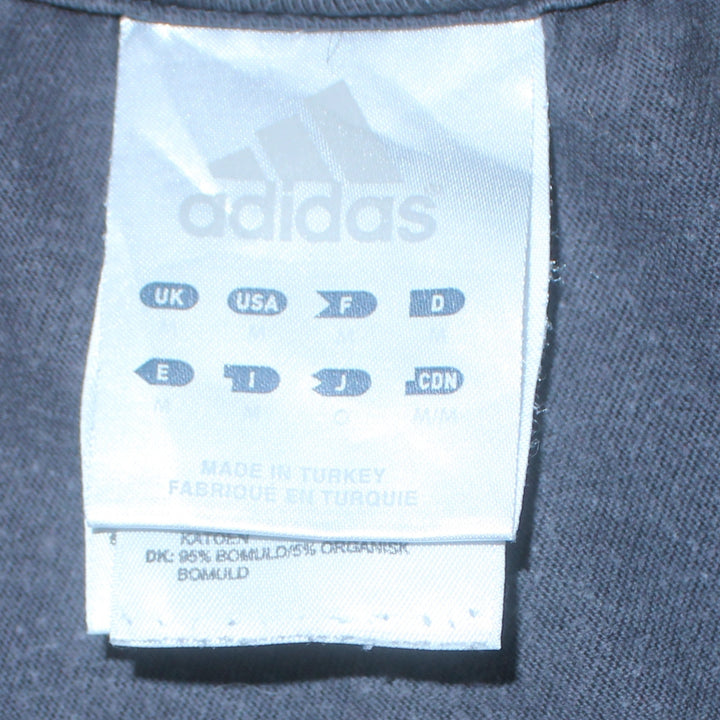 adidas
UK USA F D
M M M M
E I J CDN
M M O M/M
MADE IN TURKEY
FABRIQUÉ EN TURQUIE
KATOEN
DK: 95% BOMULD/5% ORGANISK
BOMULD